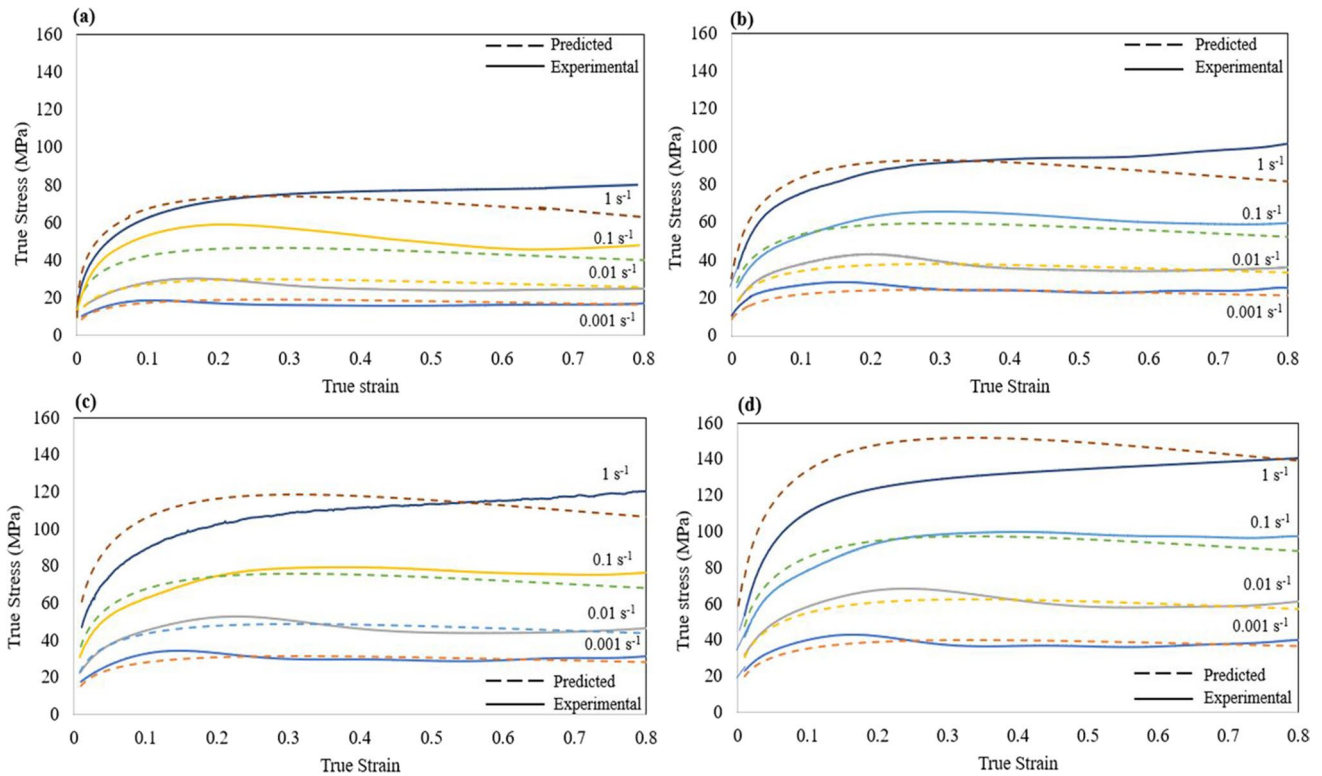 (a)
160
140
120
100
80
60
40
20
0
True Stress (MPa)
Predicted
Experimental
1 s-1
0.1 s-1
0.01 s-1
0.001 s-1
0 0.1 0.2 0.3 0.4 0.5 0.6 0.7 0.8
True strain
(b)
160
140
120
100
80
60
40
20
0
True Stress (MPa)
Predicted
Experimental
1 s-1
0.1 s-1
0.01 s-1
0.001 s-1
0 0.1 0.2 0.3 0.4 0.5 0.6 0.7 0.8
True Strain
(c)
160
140
120
100
80
60
40
20
0
True Stress (MPa)
1 s-1
0.1 s-1
0.01 s-1
0.001 s-1
Predicted
Experimental
0 0.1 0.2 0.3 0.4 0.5 0.6 0.7 0.8
True Strain
(d)
160
140
120
100
80
60
40
20
0
True stress (MPa)
1 s-1
0.1 s-1
0.01 s-1
0.001 s-1
Predicted
Experimental
0 0.1 0.2 0.3 0.4 0.5 0.6 0.7 0.8
True Strain